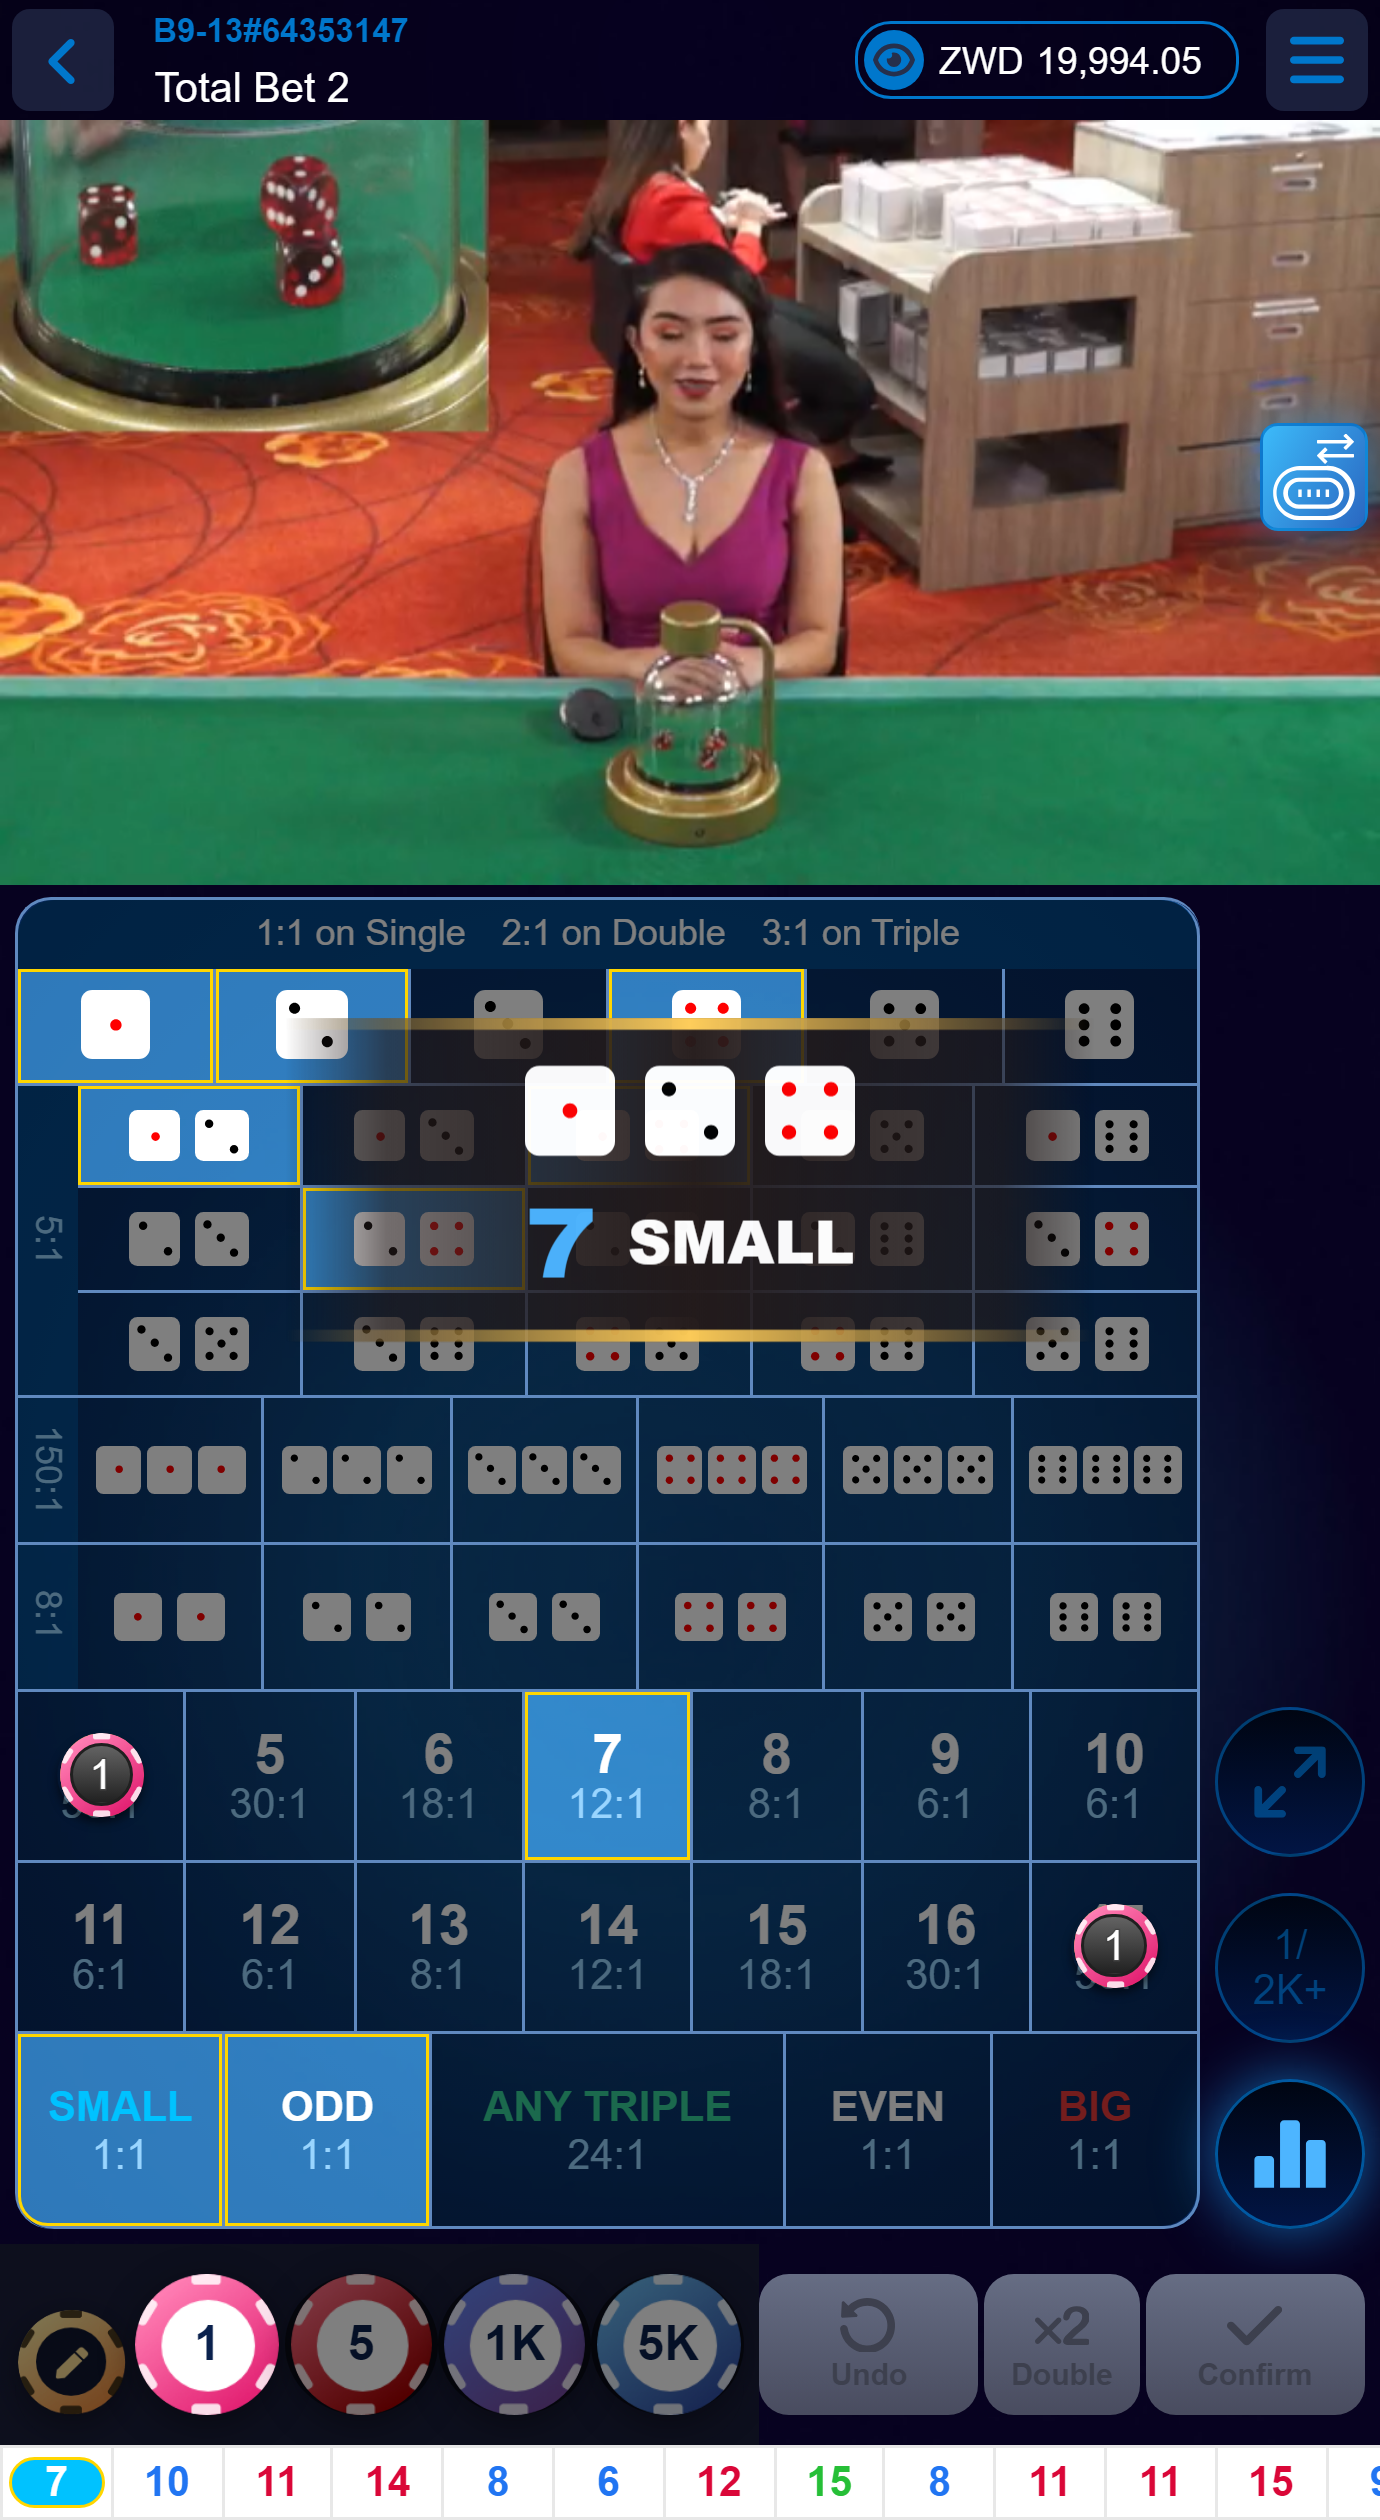 B9-13#64353147
Total Bet 2
ZWD 19,994.05
1:1 on Single 2:1 on Double 3:1 on Triple
7 SMALL
5:1
150:1
8:1
1
5 30:1
6 18:1
7 12:1
8 8:1
9 6:1
10 6:1
11 6:1
12 6:1
13 8:1
14 12:1
15 18:1
16 30:1
1
1/
2K+
SMALL 1:1
ODD 1:1
ANY TRIPLE 24:1
EVEN 1:1
BIG 1:1
1
5
1K
5K
Undo
x2
Double
Confirm
7 10 11 14 8 6 12 15 8 11 11 15